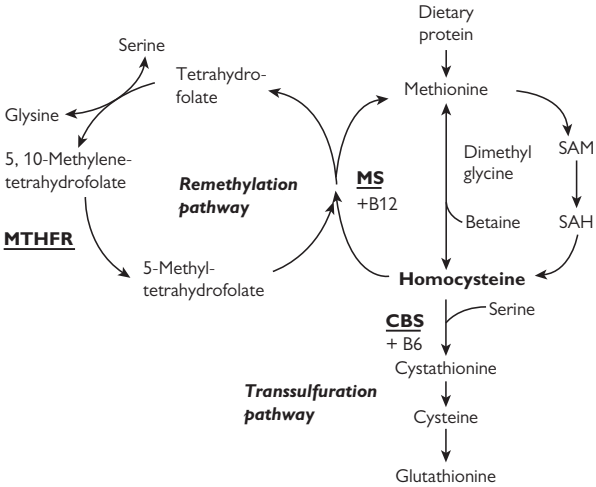 Dietary
protein
Serine
Tetrahydro-
folate
Methionine
Glysine
5, 10-Methylene-
tetrahydrofolate
Dimethyl
glycine
SAM
Remethylation
pathway
MS
+B12
Betaine
SAH
MTHFR
5-Methyl-
tetrahydrofolate
Homocysteine
CBS
+ B6
Serine
Cystathionine
Transsulfuration
pathway
Cysteine
Glutathionine